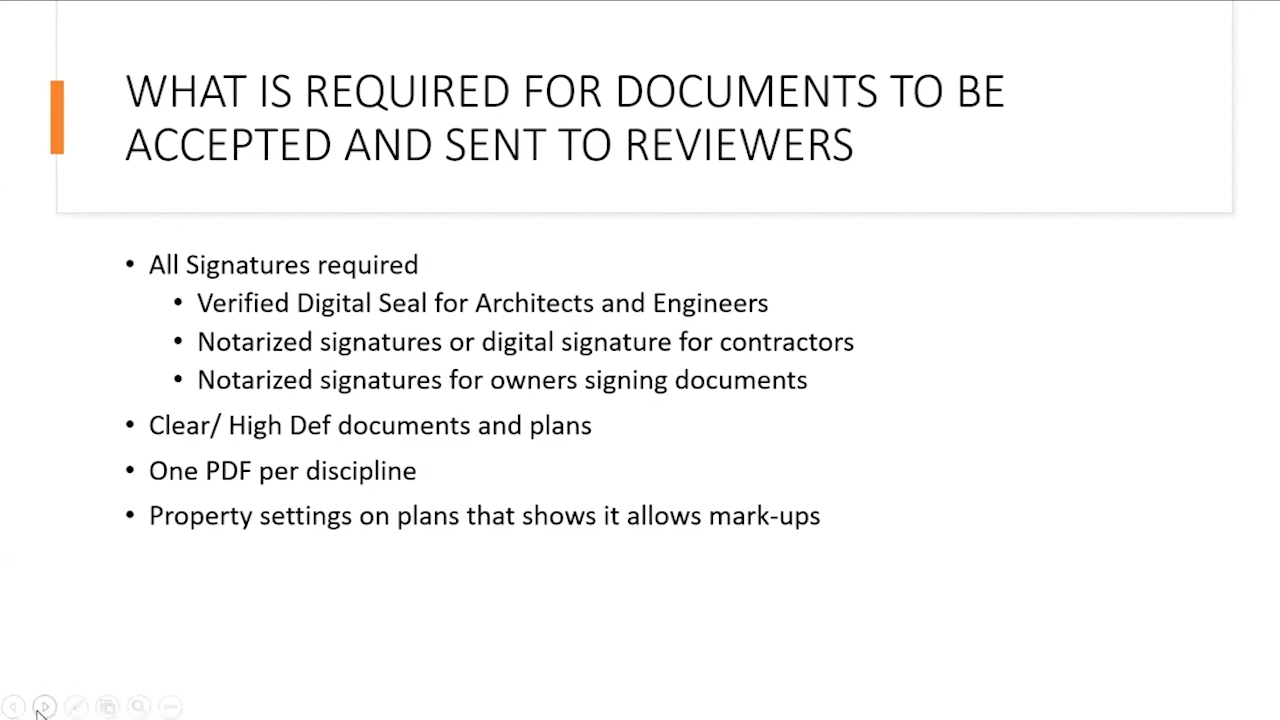 WHAT IS REQUIRED FOR DOCUMENTS TO BE
ACCEPTED AND SENT TO REVIEWERS
• All Signatures required
• Verified Digital Seal for Architects and Engineers
• Notarized signatures or digital signature for contractors
• Notarized signatures for owners signing documents
• Clear/ High Def documents and plans
• One PDF per discipline
• Property settings on plans that shows it allows mark-ups